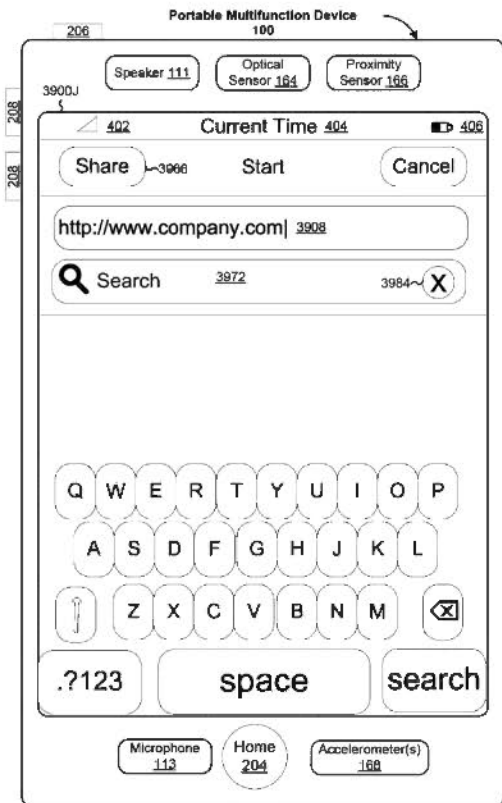 Portable Multifunction Device
100
206
Speaker 111
Optical
Sensor 164
Proximity
Sensor 166
3900J
208
208
402
Current Time 404
406
Share
3966
Start
Cancel
http://www.company.com| 3908
Search
3972
3984
X
Q W E R T Y U I O P
A S D F G H J K L
Z X C V B N M
.?123
space
search
Microphone
113
Home
204
Accelerometer(s)
168